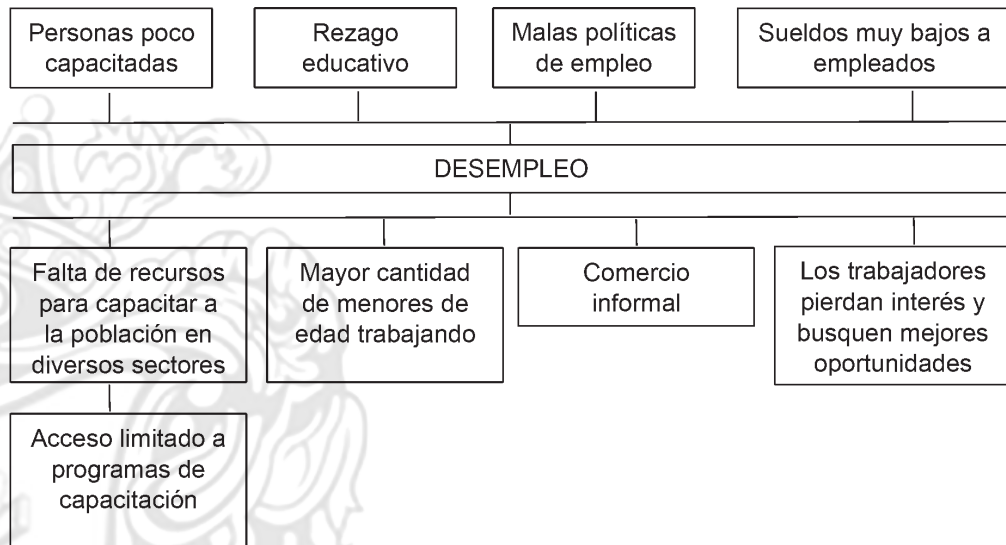 Personas poco
capacitadas
Rezago
educativo
Malas políticas
de empleo
Sueldos muy bajos a
empleados
DESEMPLEO
Falta de recursos
para capacitar a
la población en
diversos sectores
Mayor cantidad
de menores de
edad trabajando
Comercio
informal
Los trabajadores
pierdan interés y
busquen mejores
oportunidades
Acceso limitado a
programas de
capacitación